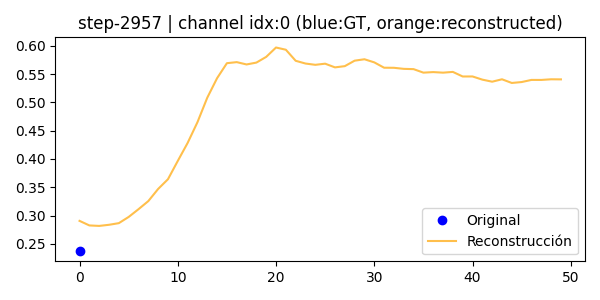 step-2957 | channel idx:0 (blue:GT, orange:reconstructed)
0.60
0.55
0.50
0.45
0.40
0.35
0.30
0.25
Original
Reconstrucción
0 10 20 30 40 50